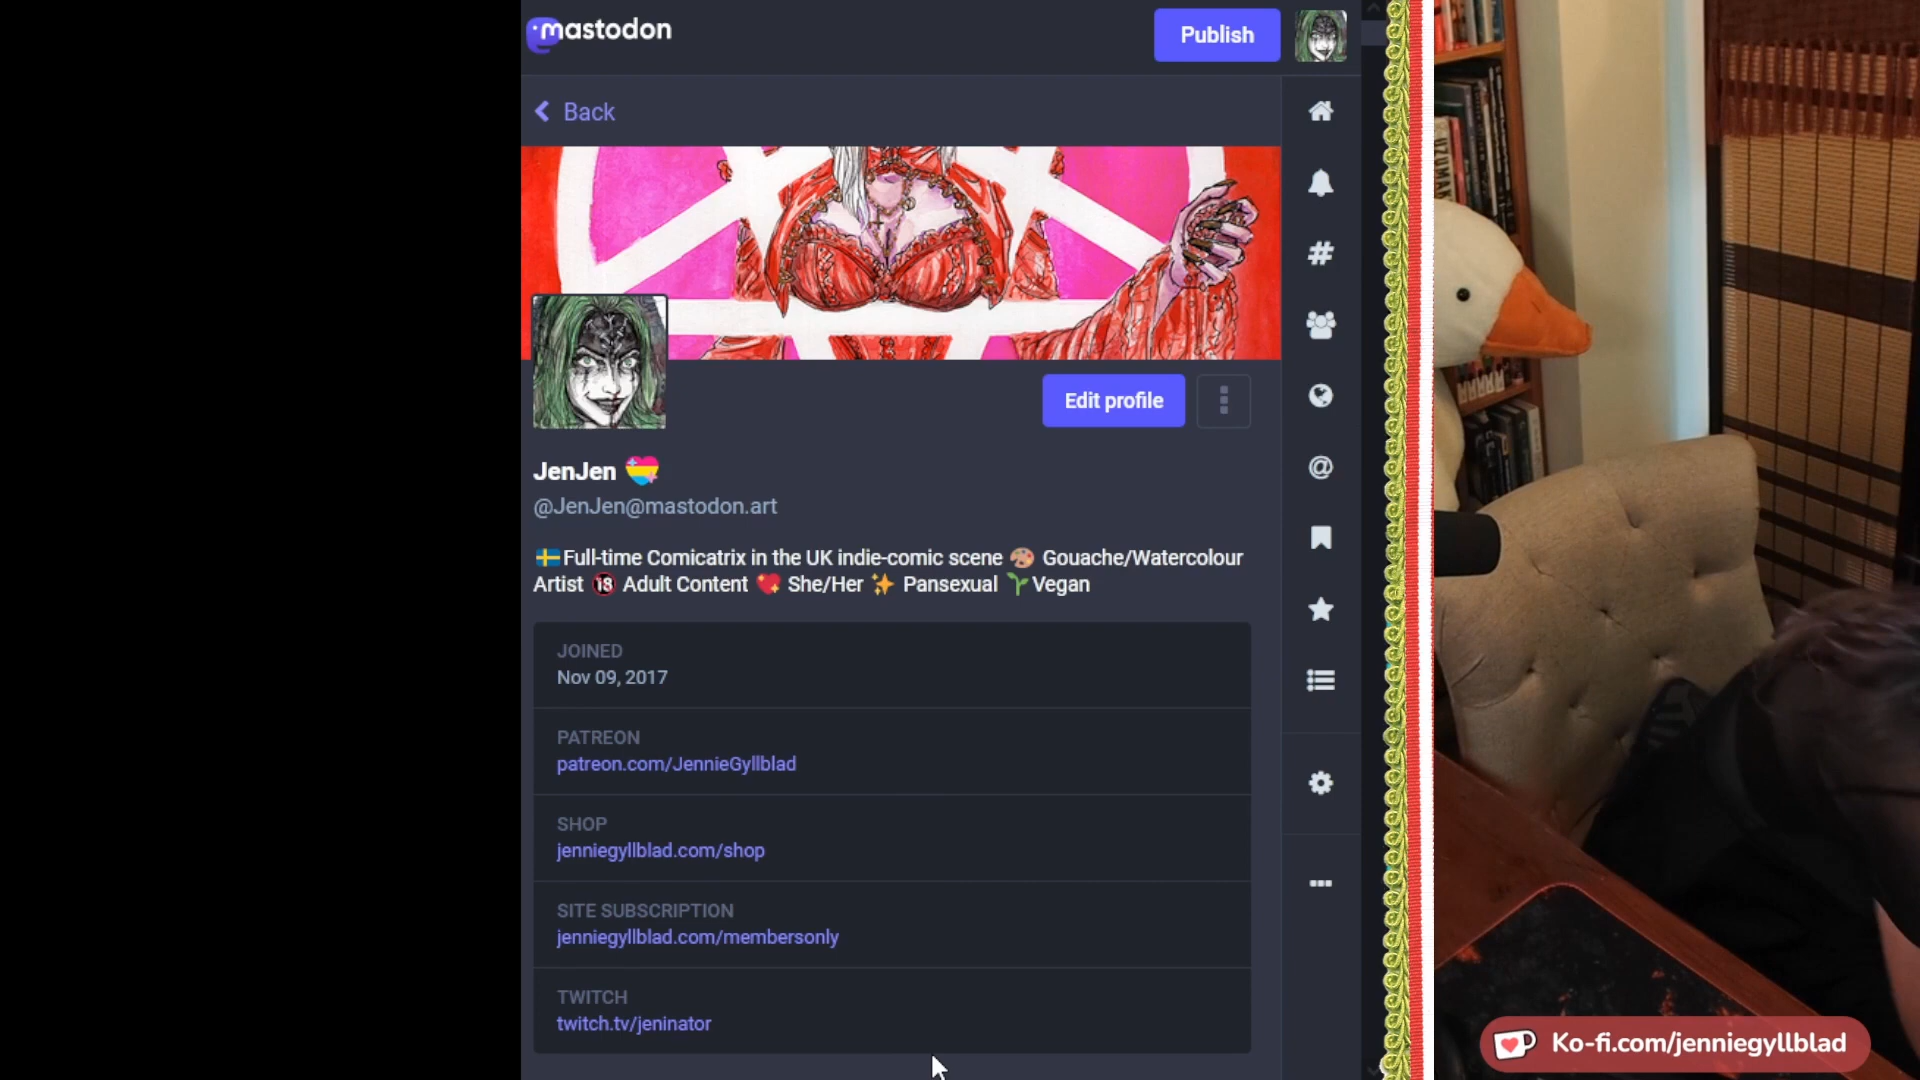 mastodon
Publish
Back
Edit profile
JenJen
@JenJen@mastodon.art
Full-time Comicatrix in the UK indie-comic scene Gouache/Watercolour
Artist 18 Adult Content She/Her Pansexual Vegan
JOINED
Nov 09, 2017
PATREON
patreon.com/JennieGyllblad
SHOP
jenniegyllblad.com/shop
SITE SUBSCRIPTION
jenniegyllblad.com/membersonly
TWITCH
twitch.tv/jeninator
Ko-fi.com/jenniegyllblad